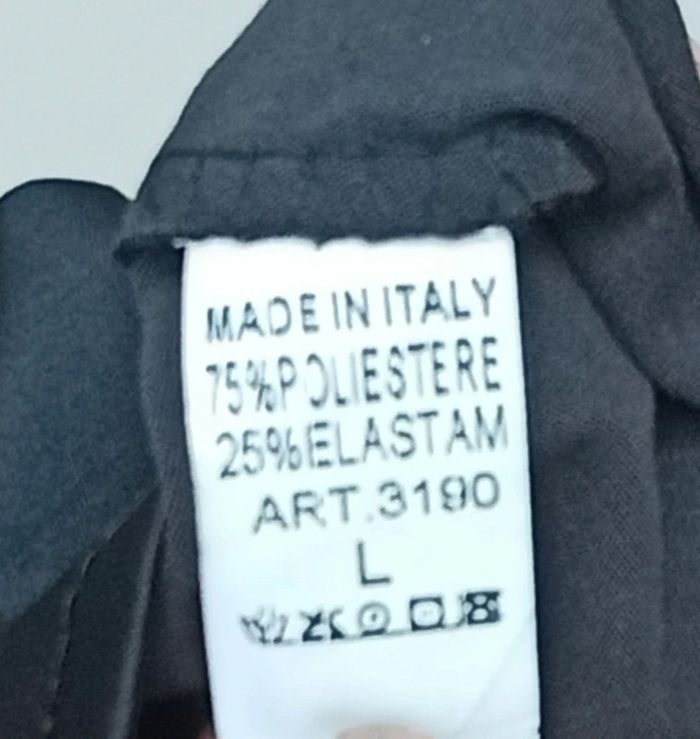 MADE IN ITALY
75%POLIESTERE
25%ELASTAM
ART.3190
L